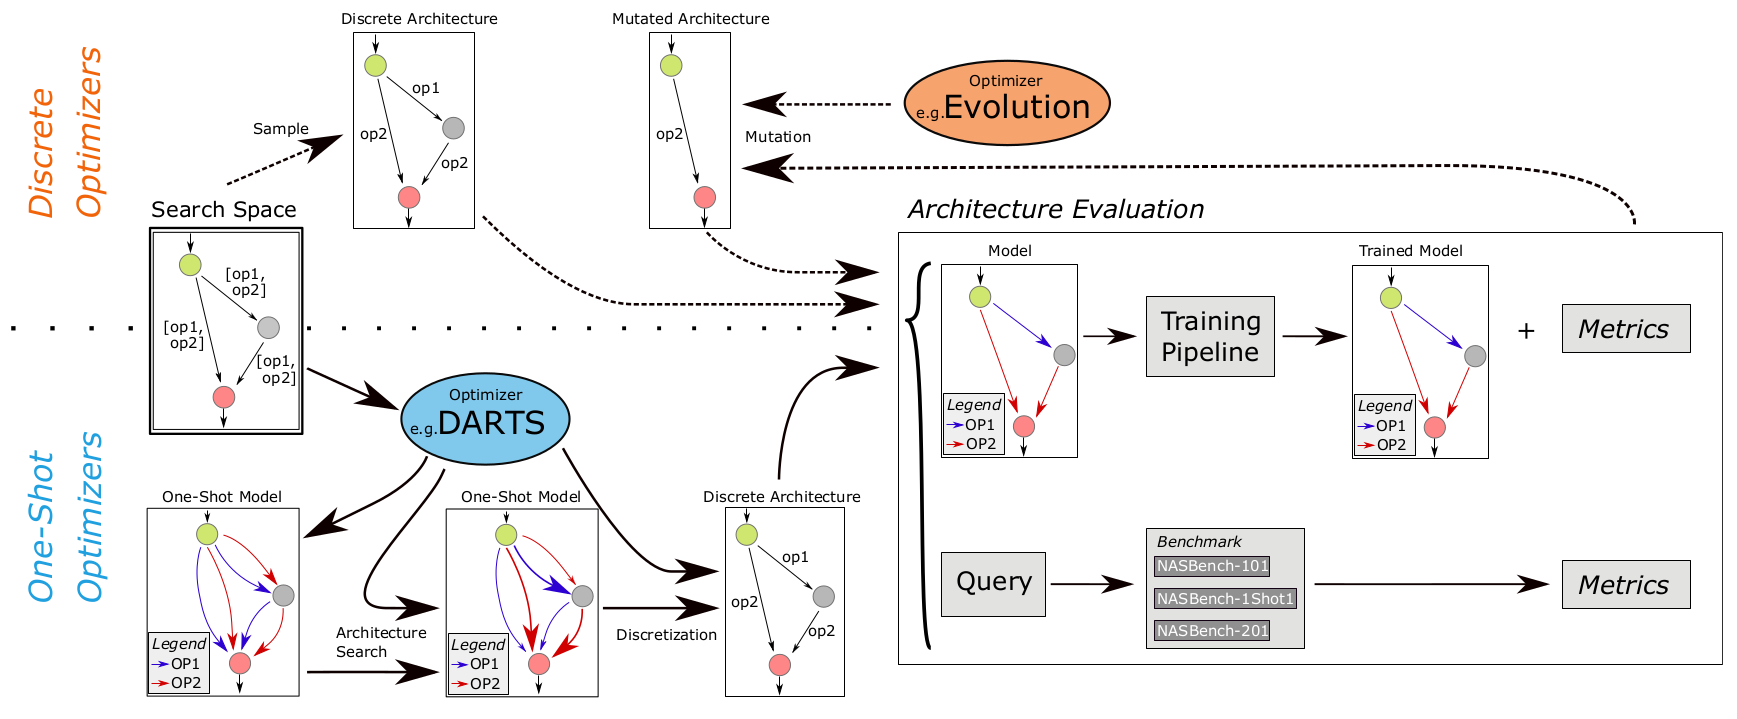 Discrete
Optimizers
One-Shot
Optimizers
Discrete Architecture
op1
op2
op2
Sample
Mutated Architecture
op2
Optimizer
e.g.Evolution
Mutation
Search Space
[op1,
op2]
[op1,
op2]
[op1,
op2]
Optimizer
e.g.DARTS
One-Shot Model
Legend
OP1
OP2
Architecture
Search
One-Shot Model
Legend
OP1
OP2
Discretization
Discrete Architecture
op1
op2
op2
Architecture Evaluation
Model
Legend
OP1
OP2
Training
Pipeline
Trained Model
Legend
OP1
OP2
+
Metrics
Query
Benchmark
NASBench-101
NASBench-1Shot1
NASBench-201
Metrics